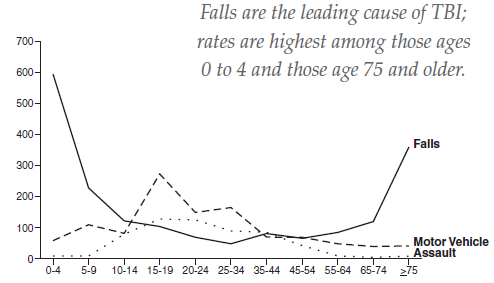 Falls are the leading cause of TBI;
rates are highest among those ages
0 to 4 and those age 75 and older.
700
600
500
400
300
200
100
0
Falls
Motor Vehicle
Assault
0-4 5-9 10-14 15-19 20-24 25-34 35-44 45-54 55-64 65-74 ≥75